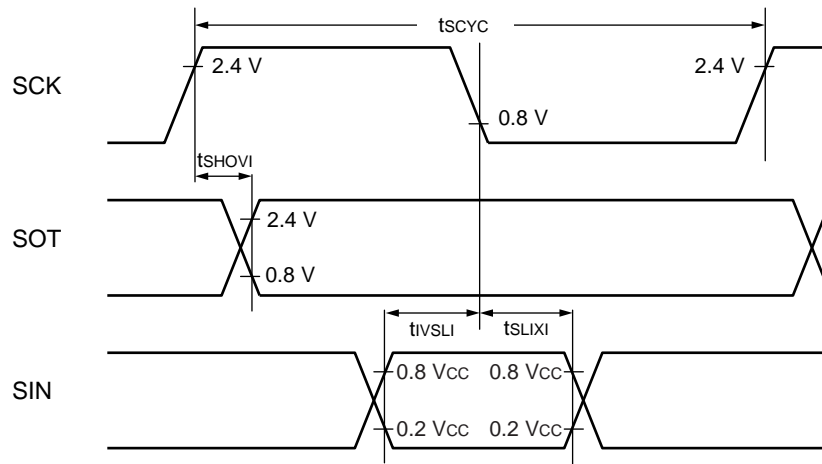 tSCYC
SCK
2.4 V
2.4 V
0.8 V
tSHOVI
SOT
2.4 V
0.8 V
tIVSLI
tSLIXI
SIN
0.8 VCC
0.8 VCC
0.2 VCC
0.2 VCC